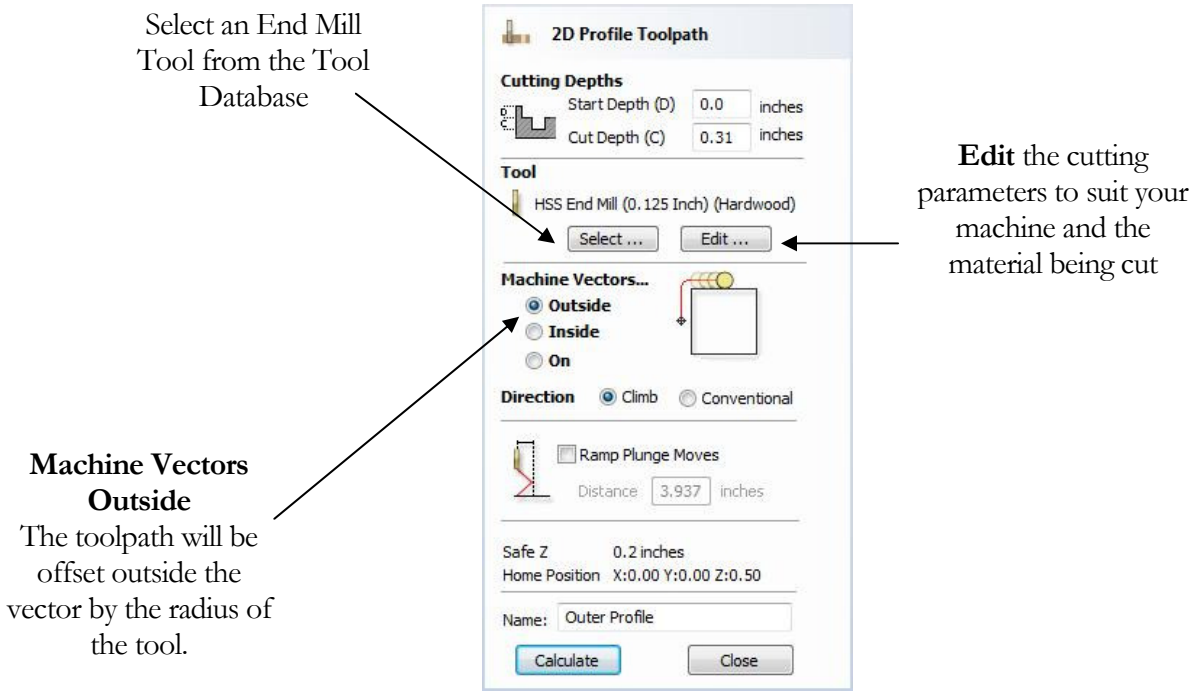 Select an End Mill
Tool from the Tool
Database
2D Profile Toolpath
Cutting Depths
D
C
Start Depth (D) 0.0 inches
Cut Depth (C) 0.31 inches
Tool
HSS End Mill (0.125 Inch) (Hardwood)
Select ... Edit ...
Edit the cutting
parameters to suit your
machine and the
material being cut
Machine Vectors...
Outside
Inside
On
Direction Climb Conventional
Machine Vectors
Outside
The toolpath will be
offset outside the
vector by the radius of
the tool.
Ramp Plunge Moves
Distance 3.937 inches
Safe Z 0.2 inches
Home Position X:0.00 Y:0.00 Z:0.50
Name: Outer Profile
Calculate Close